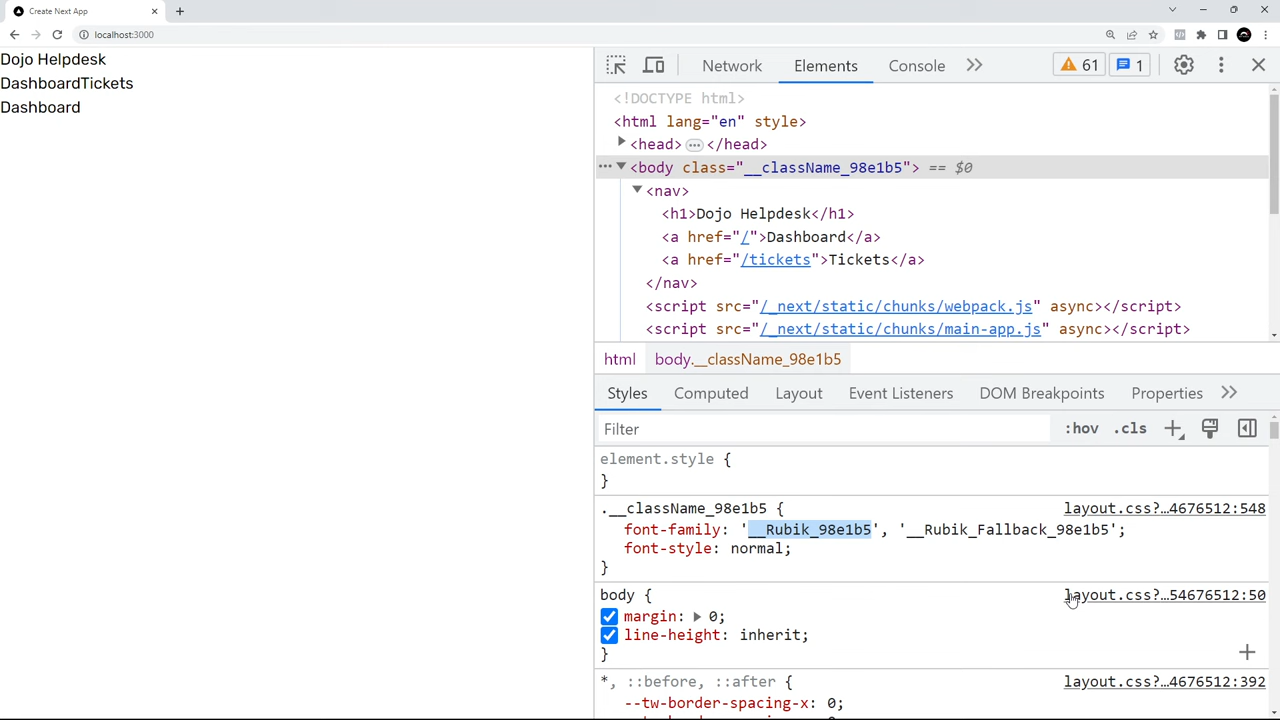 Create Next App
localhost:3000
Dojo Helpdesk
DashboardTickets
Dashboard
Network
Elements
Console
61
1
<!DOCTYPE html>
<html lang="en" style>
<head> … </head>
<body class="__className_98e1b5"> == $0
<nav>
<h1>Dojo Helpdesk</h1>
<a href="/">Dashboard</a>
<a href="/tickets">Tickets</a>
</nav>
<script src="/_next/static/chunks/webpack.js" async></script>
<script src="/_next/static/chunks/main-app.js" async></script>
html
body.__className_98e1b5
Styles
Computed
Layout
Event Listeners
DOM Breakpoints
Properties
Filter
:hov
.cls
element.style {
}
.__className_98e1b5 {
layout.css?…4676512:548
font-family: '__Rubik_98e1b5', '__Rubik_Fallback_98e1b5';
font-style: normal;
}
body {
layout.css?…54676512:50
margin: 0;
line-height: inherit;
}
*, ::before, ::after {
layout.css?…4676512:392
--tw-border-spacing-x: 0;